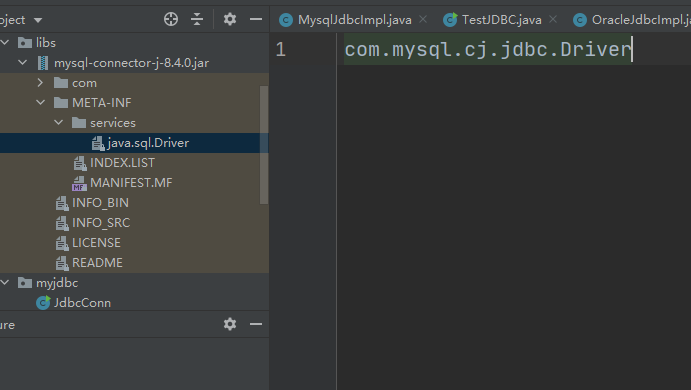 oject
MysqlJdbcImpl.java
TestJDBC.java
OracleJdbcImpl.java
libs
mysql-connector-j-8.4.0.jar
com
META-INF
services
java.sql.Driver
INDEX.LIST
MF MANIFEST.MF
INFO_BIN
INFO_SRC
LICENSE
README
myjdbc
JdbcConn
ure
1 com.mysql.cj.jdbc.Driver